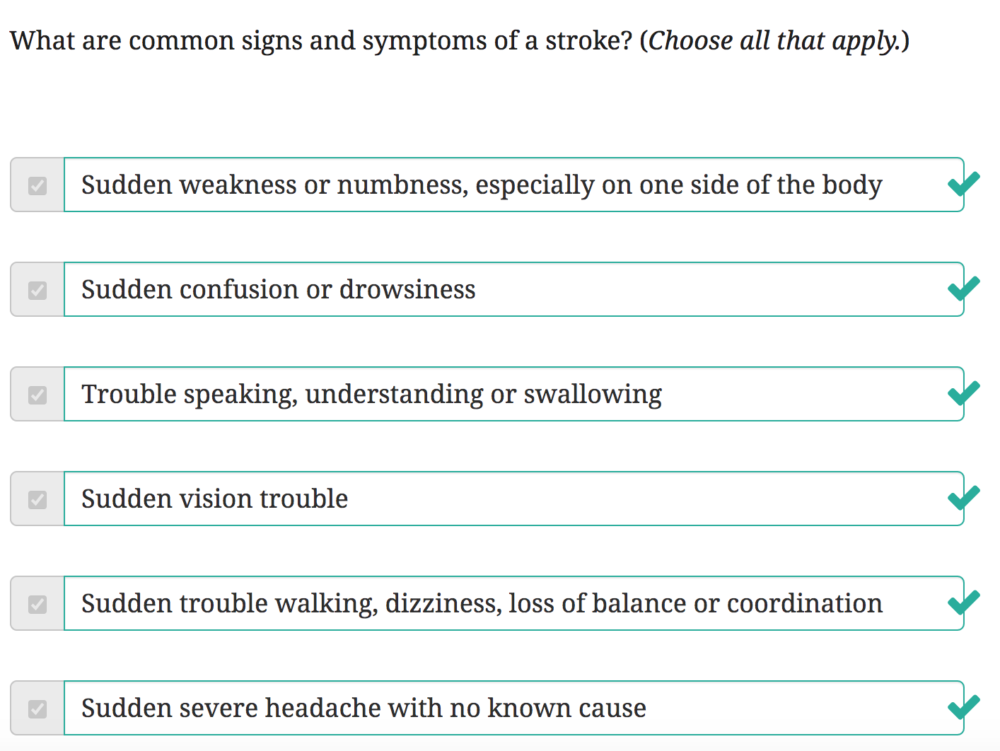 What are common signs and symptoms of a stroke? (Choose all that apply.)
Sudden weakness or numbness, especially on one side of the body
Sudden confusion or drowsiness
Trouble speaking, understanding or swallowing
Sudden vision trouble
Sudden trouble walking, dizziness, loss of balance or coordination
Sudden severe headache with no known cause